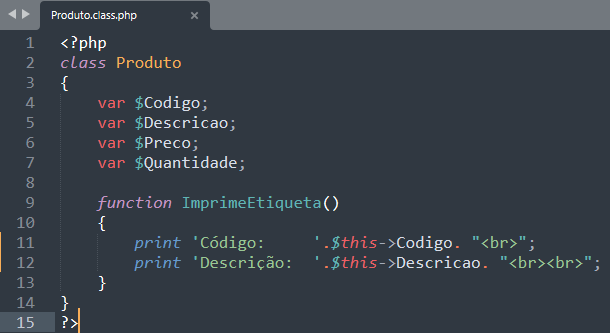 Produto.class.php ×
1 <?php
2 class Produto
3 {
4     var $Codigo;
5     var $Descricao;
6     var $Preco;
7     var $Quantidade;
8
9     function ImprimeEtiqueta()
10     {
11         print 'Código:     '.$this->Codigo. "<br>";
12         print 'Descrição:  '.$this->Descricao. "<br><br>";
13     }
14 }
15 ?>